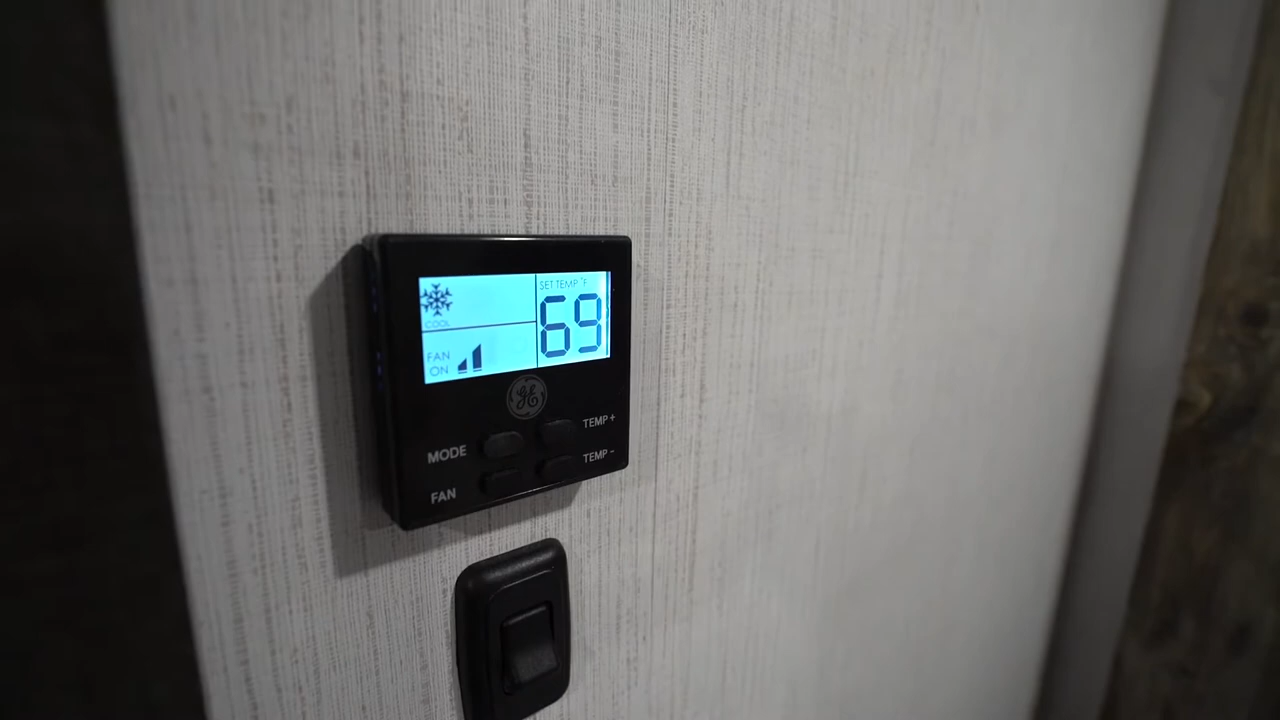 SET TEMP °F
COOL
69
FAN
ON
GE
TEMP +
MODE
TEMP -
FAN